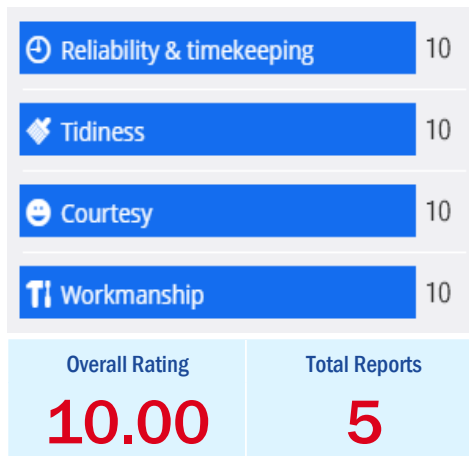 Reliability & timekeeping 10
Tidiness 10
Courtesy 10
Workmanship 10
Overall Rating Total Reports
10.00 5